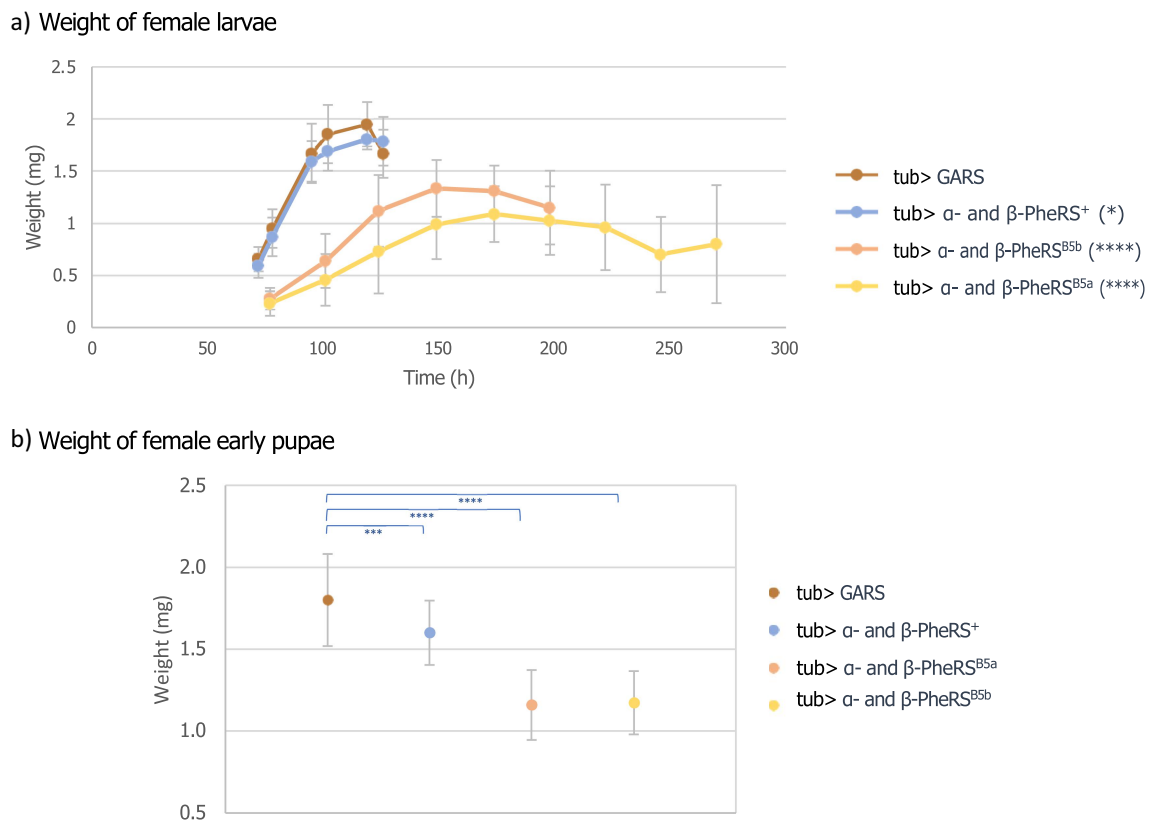 a) Weight of female larvae
2.5
2
1.5
1
0.5
0
Weight (mg)
0 50 100 150 200 250 300
Time (h)
tub> GARS
tub> α- and β-PheRS⁺ (*)
tub> α- and β-PheRSᴮ⁵ᵇ (****)
tub> α- and β-PheRSᴮ⁵ᵃ (****)
b) Weight of female early pupae
2.5
2.0
1.5
1.0
0.5
Weight (mg)
****
****
***
tub> GARS
tub> α- and β-PheRS⁺
tub> α- and β-PheRSᴮ⁵ᵃ
tub> α- and β-PheRSᴮ⁵ᵇ